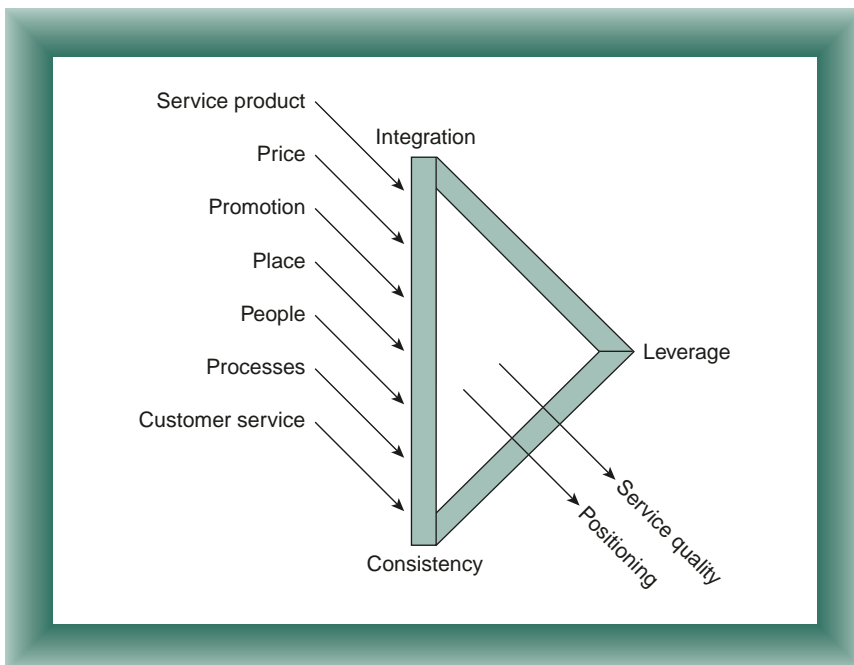 Service product
Integration
Price
Promotion
Place
People
Leverage
Processes
Customer service
Service quality
Positioning
Consistency